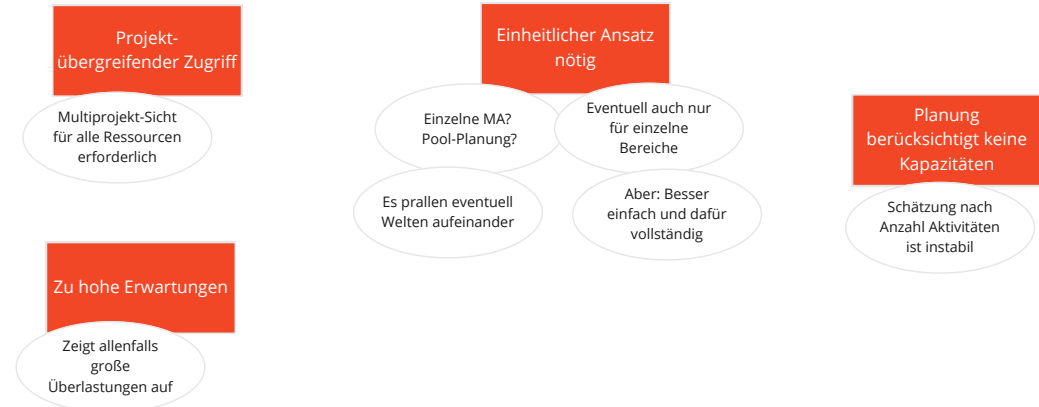 Projekt-
übergreifender Zugriff
Multiprojekt-Sicht
für alle Ressourcen
erforderlich
Einheitlicher Ansatz
nötig
Einzelne MA?
Pool-Planung?
Eventuell auch nur
für einzelne
Bereiche
Es prallen eventuell
Welten aufeinander
Aber: Besser
einfach und dafür
vollständig
Planung
berücksichtigt keine
Kapazitäten
Schätzung nach
Anzahl Aktivitäten
ist instabil
Zu hohe Erwartungen
Zeigt allenfalls
große
Überlastungen auf